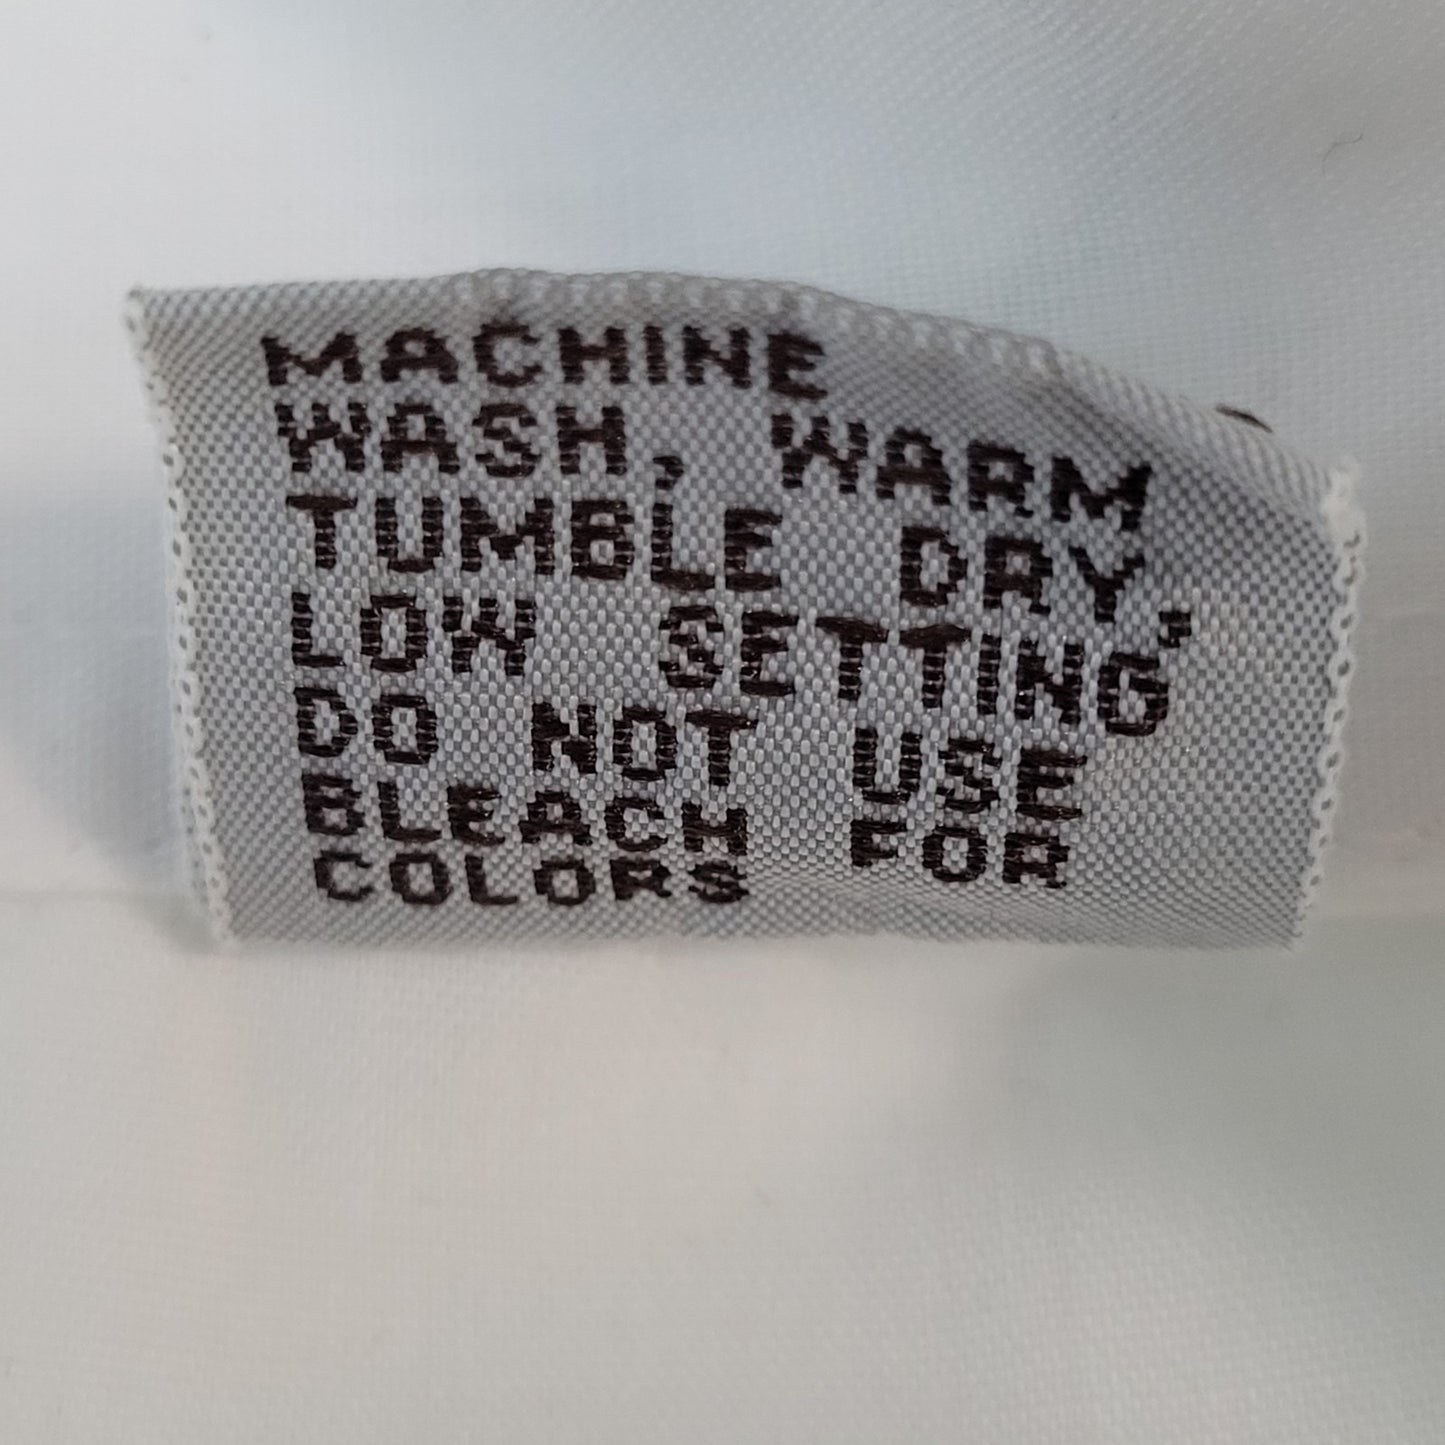 MACHINE
WASH, WARM
TUMBLE DRY,
LOW SETTING
DO NOT USE
BLEACH FOR
COLORS